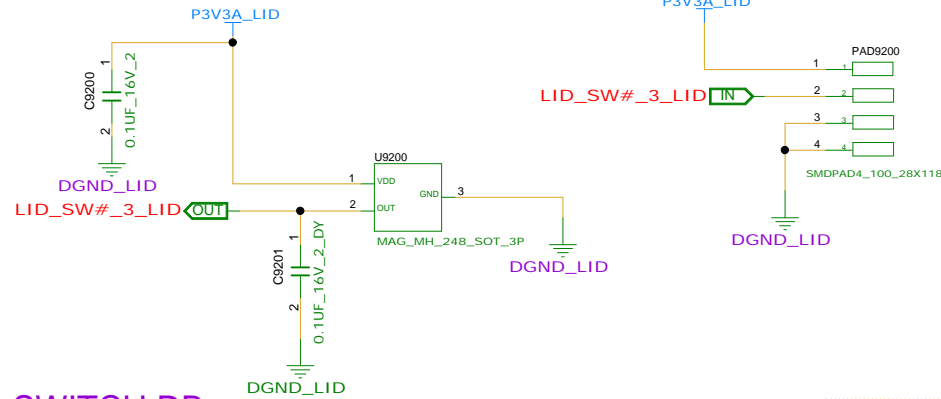 P3V3A_LID
P3V3A_LID
PAD9200
1
C9200
0.1UF_16V_2
2
DGND_LID
LID_SW#_3_LID
IN
1
1
2
2
3
3
4
4
SMDPAD4_100_28X118
DGND_LID
U9200
1
VDD
GND
3
2
OUT
MAG_MH_248_SOT_3P
DGND_LID
LID_SW#_3_LID
OUT
1
C9201
0.1UF_16V_2_DY
2
DGND_LID